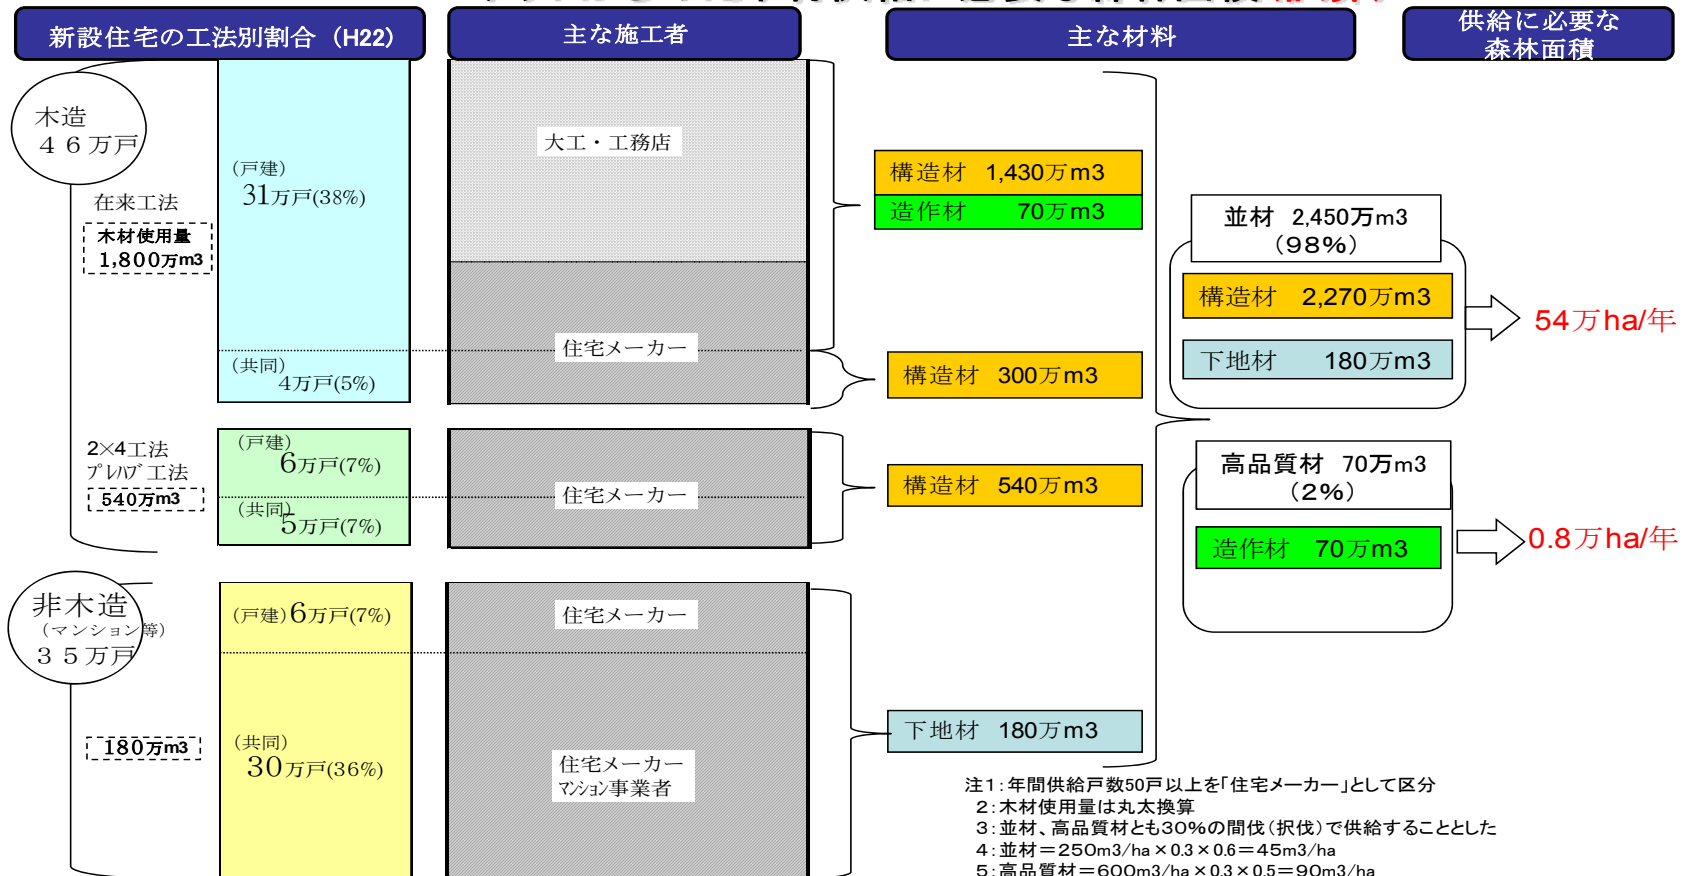 新設住宅の工法別割合（H22）
主な施工者
主な材料
供給に必要な
森林面積
木造
４６万戸
在来工法
木材使用量
1,800万m3
（戸建）
31万戸(38%)
（共同）
4万戸(5%)
大工・工務店
住宅メーカー
構造材　1,430万m3
造作材　70万m3
構造材　300万m3
2×4工法
ﾌﾟﾚﾊﾌﾞ工法
540万m3
（戸建）
6万戸(7%)
（共同）
5万戸(7%)
住宅メーカー
構造材　540万m3
非木造
（マンション等）
３５万戸
180万m3
（戸建）6万戸(7%)
（共同）
30万戸(36%)
住宅メーカー
住宅メーカー
ﾏﾝｼｮﾝ事業者
下地材　180万m3
並材　2,450万m3
（98%）
構造材　2,270万m3
下地材　180万m3
54万ha/年
高品質材　70万m3
（2%）
造作材　70万m3
0.8万ha/年
注1：年間供給戸数50戸以上を「住宅メーカー」として区分
2：木材使用量は丸太換算
3：並材、高品質材とも30%の間伐（択伐）で供給することとした
4：並材＝250m3/ha×0.3×0.6＝45m3/ha
5：高品質材＝600m3/ha×0.3×0.5＝90m3/ha